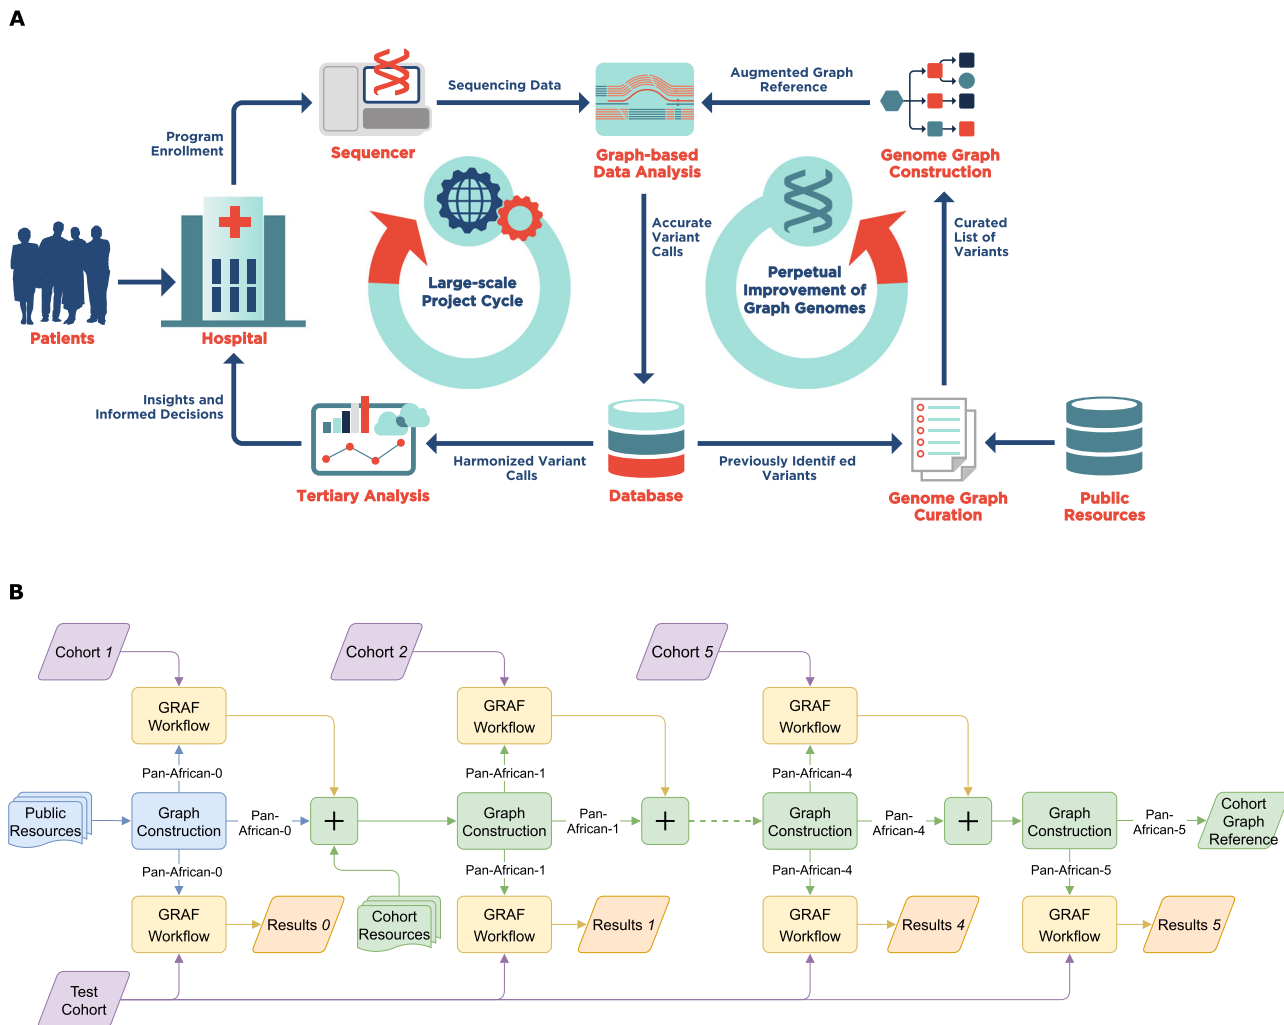 A
Sequencing Data
Augmented Graph
Reference
Program
Enrollment
Sequencer
Graph-based
Data Analysis
Genome Graph
Construction
Accurate
Variant
Calls
Curated
List of
Variants
Large-scale
Project Cycle
Perpetual
Improvement of
Graph Genomes
Patients
Hospital
Insights and
Informed Decisions
Harmonized Variant
Calls
Previously Identif ed
Variants
Tertiary Analysis
Database
Genome Graph
Curation
Public
Resources
B
Cohort 1
Cohort 2
Cohort 5
GRAF
Workflow
GRAF
Workflow
GRAF
Workflow
Pan-African-0
Pan-African-1
Pan-African-4
Public
Resources
Graph
Construction
Pan-
African-0
+
Graph
Construction
Pan-
African-1
+
Graph
Construction
Pan-
African-4
+
Graph
Construction
Pan-
African-5
Cohort
Graph
Reference
Pan-African-0
Pan-African-1
Pan-African-4
Pan-African-5
GRAF
Workflow
Results 0
Cohort
Resources
GRAF
Workflow
Results 1
GRAF
Workflow
Results 4
GRAF
Workflow
Results 5
Test
Cohort